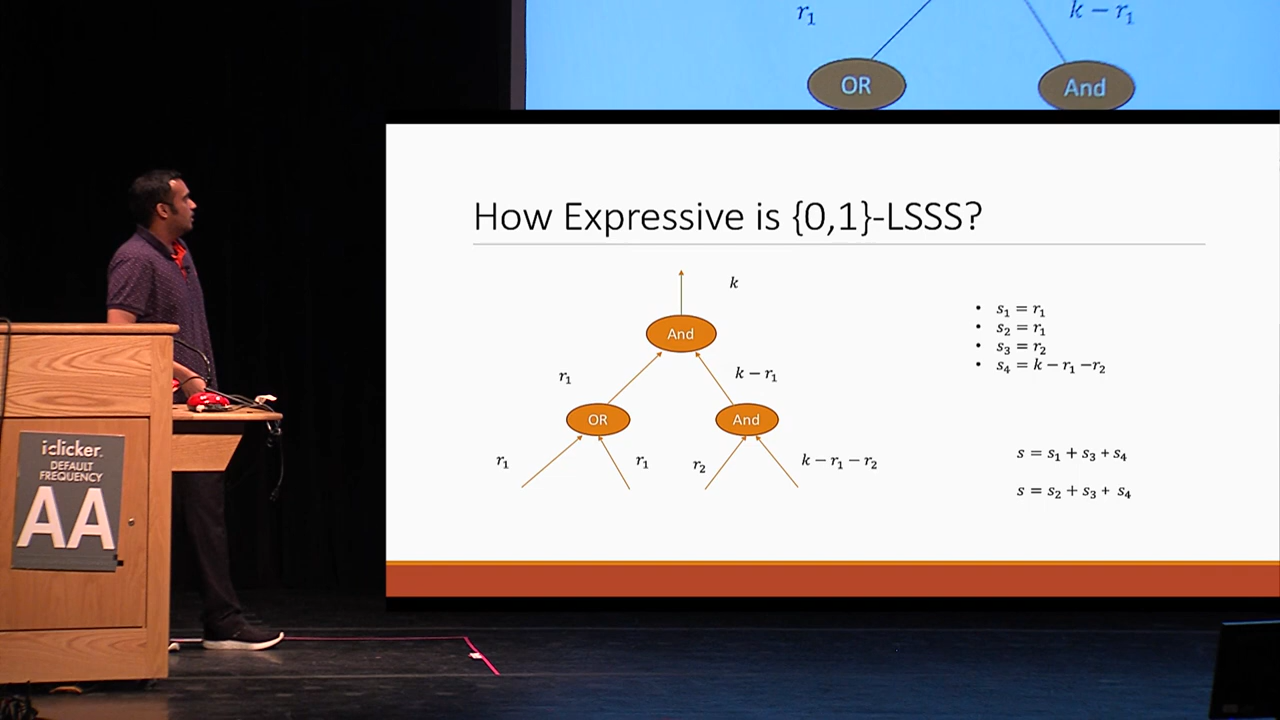 r₁
k − r₁
OR
And
How Expressive is {0,1}-LSSS?
k
And
r₁
k − r₁
OR
And
r₁
r₁
r₂
k − r₁ − r₂
• s₁ = r₁
• s₂ = r₁
• s₃ = r₂
• s₄ = k − r₁ −r₂
s = s₁ + s₃ + s₄
s = s₂ + s₃ + s₄
iclicker.
DEFAULT
FREQUENCY
AA